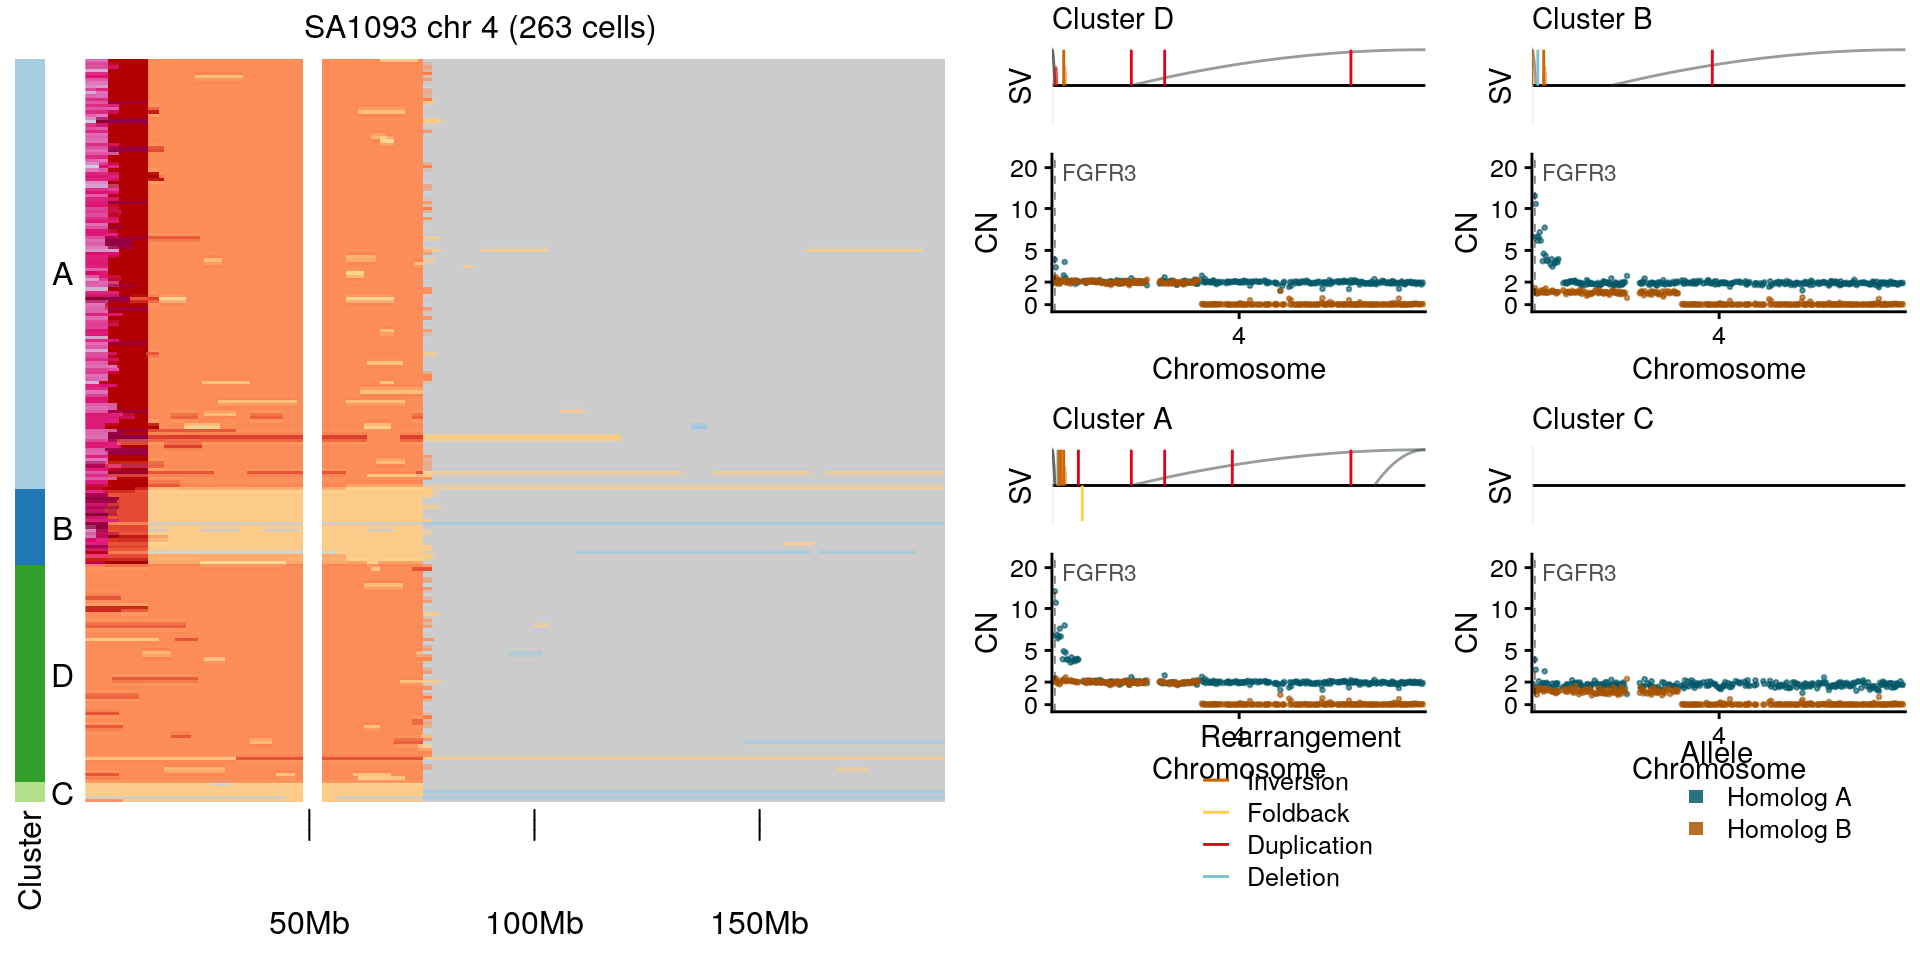 SA1093 chr 4 (263 cells)
A
B
D
C
Cluster
50Mb
100Mb
150Mb
Cluster D
SV
CN
20
10
5
2
0
FGFR3
4
Chromosome
Cluster B
SV
CN
20
10
5
2
0
FGFR3
4
Chromosome
Cluster A
SV
CN
20
10
5
2
0
FGFR3
4
Chromosome
Cluster C
SV
CN
20
10
5
2
0
FGFR3
4
Chromosome
Rearrangement
Inversion
Foldback
Duplication
Deletion
Allele
Homolog A
Homolog B